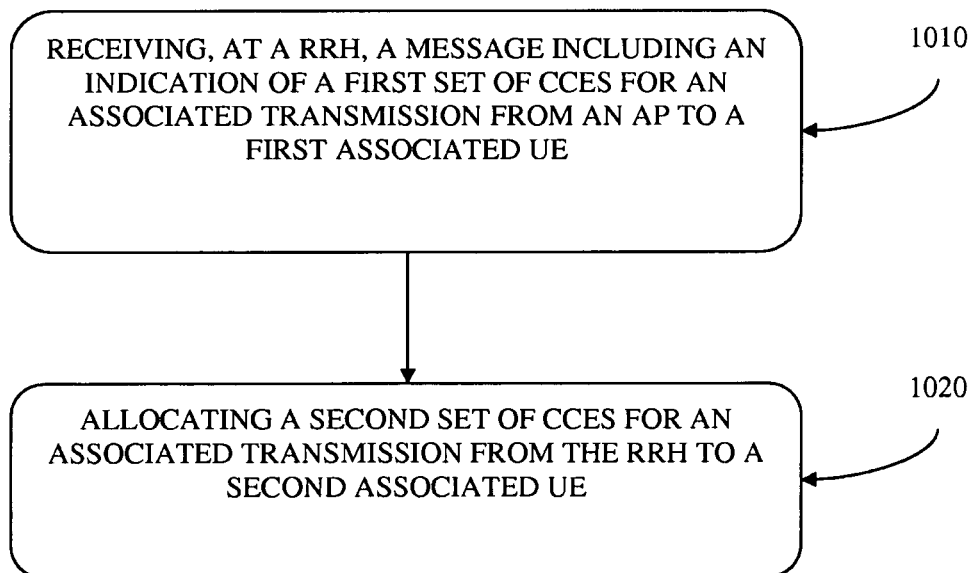 RECEIVING, AT A RRH, A MESSAGE INCLUDING AN
INDICATION OF A FIRST SET OF CCES FOR AN
ASSOCIATED TRANSMISSION FROM AN AP TO A
FIRST ASSOCIATED UE
1010
ALLOCATING A SECOND SET OF CCES FOR AN
ASSOCIATED TRANSMISSION FROM THE RRH TO A
SECOND ASSOCIATED UE
1020